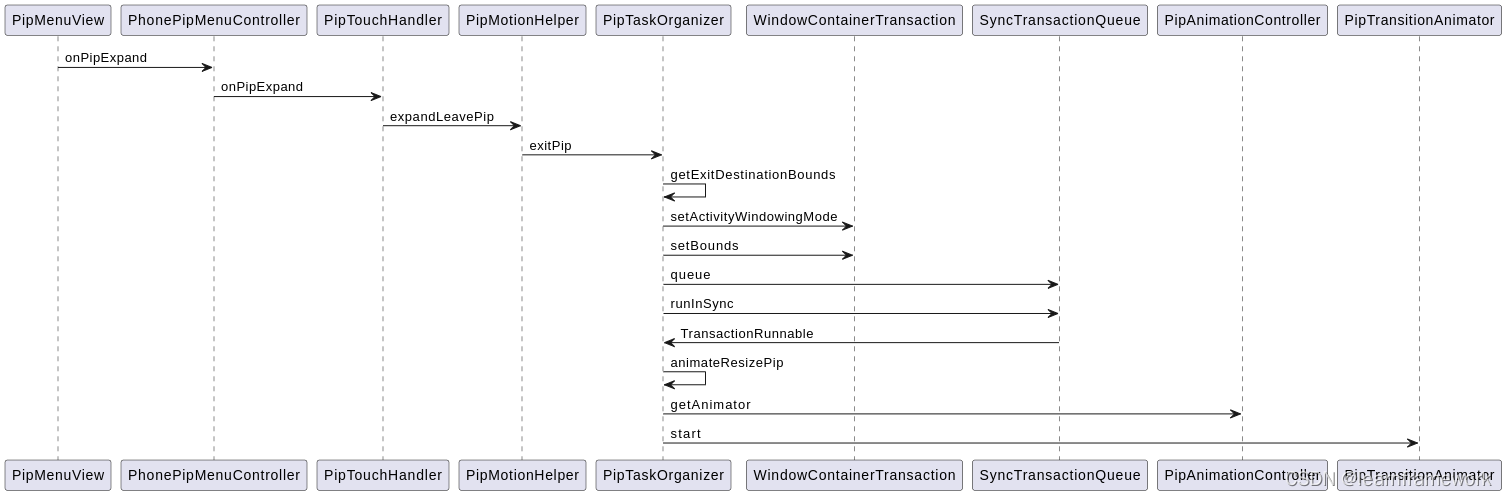 PipMenuView PhonePipMenuController PipTouchHandler PipMotionHelper PipTaskOrganizer WindowContainerTransaction SyncTransactionQueue PipAnimationController PipTransitionAnimator
onPipExpand
onPipExpand
expandLeavePip
exitPip
getExitDestinationBounds
setActivityWindowingMode
setBounds
queue
runInSync
TransactionRunnable
animateResizePip
getAnimator
start
PipMenuView PhonePipMenuController PipTouchHandler PipMotionHelper PipTaskOrganizer WindowContainerTransaction SyncTransactionQueue PipAnimationController PipTransitionAnimator
CSDN @learnframework